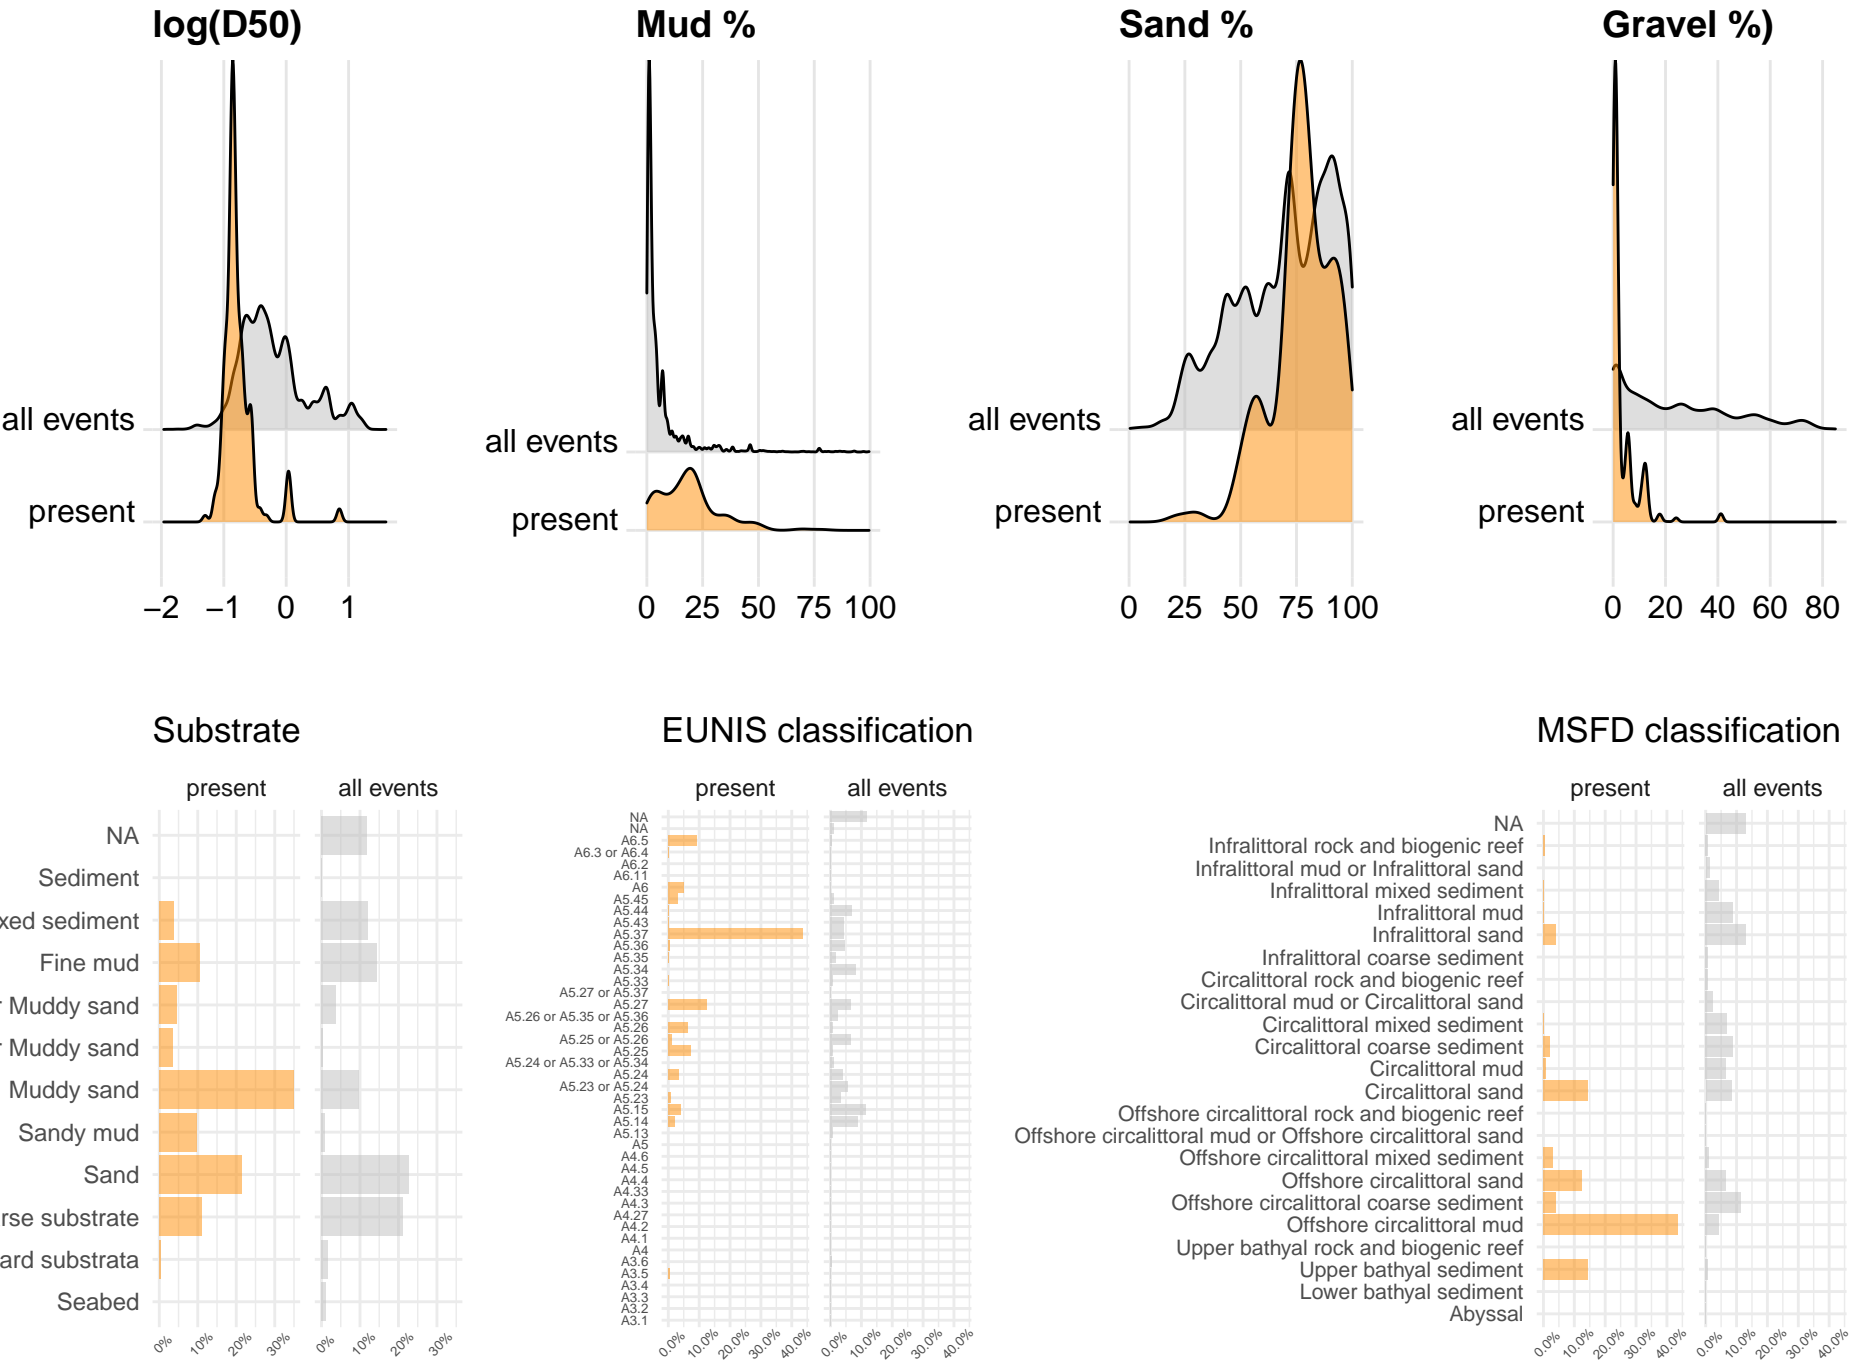 log(D50)
Mud %
Sand %
Gravel %)
all events
present
−2 −1 0 1
all events
present
0 25 50 75 100
all events
present
0 25 50 75 100
all events
present
0 20 40 60 80
Substrate
present all events
NA
Sediment
xed sediment
Fine mud
r Muddy sand
r Muddy sand
Muddy sand
Sandy mud
Sand
rse substrate
ard substrata
Seabed
0% 10% 20% 30% 0% 10% 20% 30%
EUNIS classification
present all events
NA
NA
A6.5
A6.3 or A6.4
A6.2
A6.11
A6
A5.45
A5.44
A5.43
A5.37
A5.36
A5.35
A5.34
A5.33
A5.27 or A5.37
A5.27
A5.26 or A5.35 or A5.36
A5.26
A5.25 or A5.26
A5.25
A5.24 or A5.33 or A5.34
A5.24
A5.23 or A5.24
A5.23
A5.15
A5.14
A5.13
A5
A4.6
A4.5
A4.4
A4.33
A4.3
A4.27
A4.2
A4.1
A4
A3.6
A3.5
A3.4
A3.3
A3.2
A3.1
0.0% 10.0% 20.0% 30.0% 40.0% 0.0% 10.0% 20.0% 30.0% 40.0%
MSFD classification
present all events
NA
Infralittoral rock and biogenic reef
Infralittoral mud or Infralittoral sand
Infralittoral mixed sediment
Infralittoral mud
Infralittoral sand
Infralittoral coarse sediment
Circalittoral rock and biogenic reef
Circalittoral mud or Circalittoral sand
Circalittoral mixed sediment
Circalittoral coarse sediment
Circalittoral mud
Circalittoral sand
Offshore circalittoral rock and biogenic reef
Offshore circalittoral mud or Offshore circalittoral sand
Offshore circalittoral mixed sediment
Offshore circalittoral sand
Offshore circalittoral coarse sediment
Offshore circalittoral mud
Upper bathyal rock and biogenic reef
Upper bathyal sediment
Lower bathyal sediment
Abyssal
0.0% 10.0% 20.0% 30.0% 40.0% 0.0% 10.0% 20.0% 30.0% 40.0%